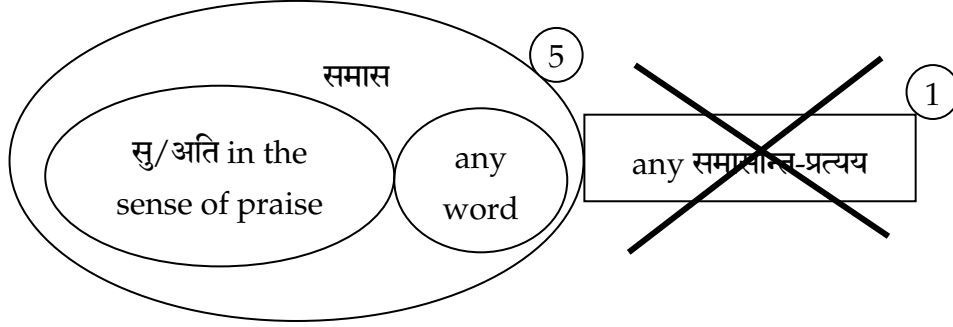 समास
5
1
सु/अति in the
sense of praise
any
word
any समासान्त-प्रत्यय